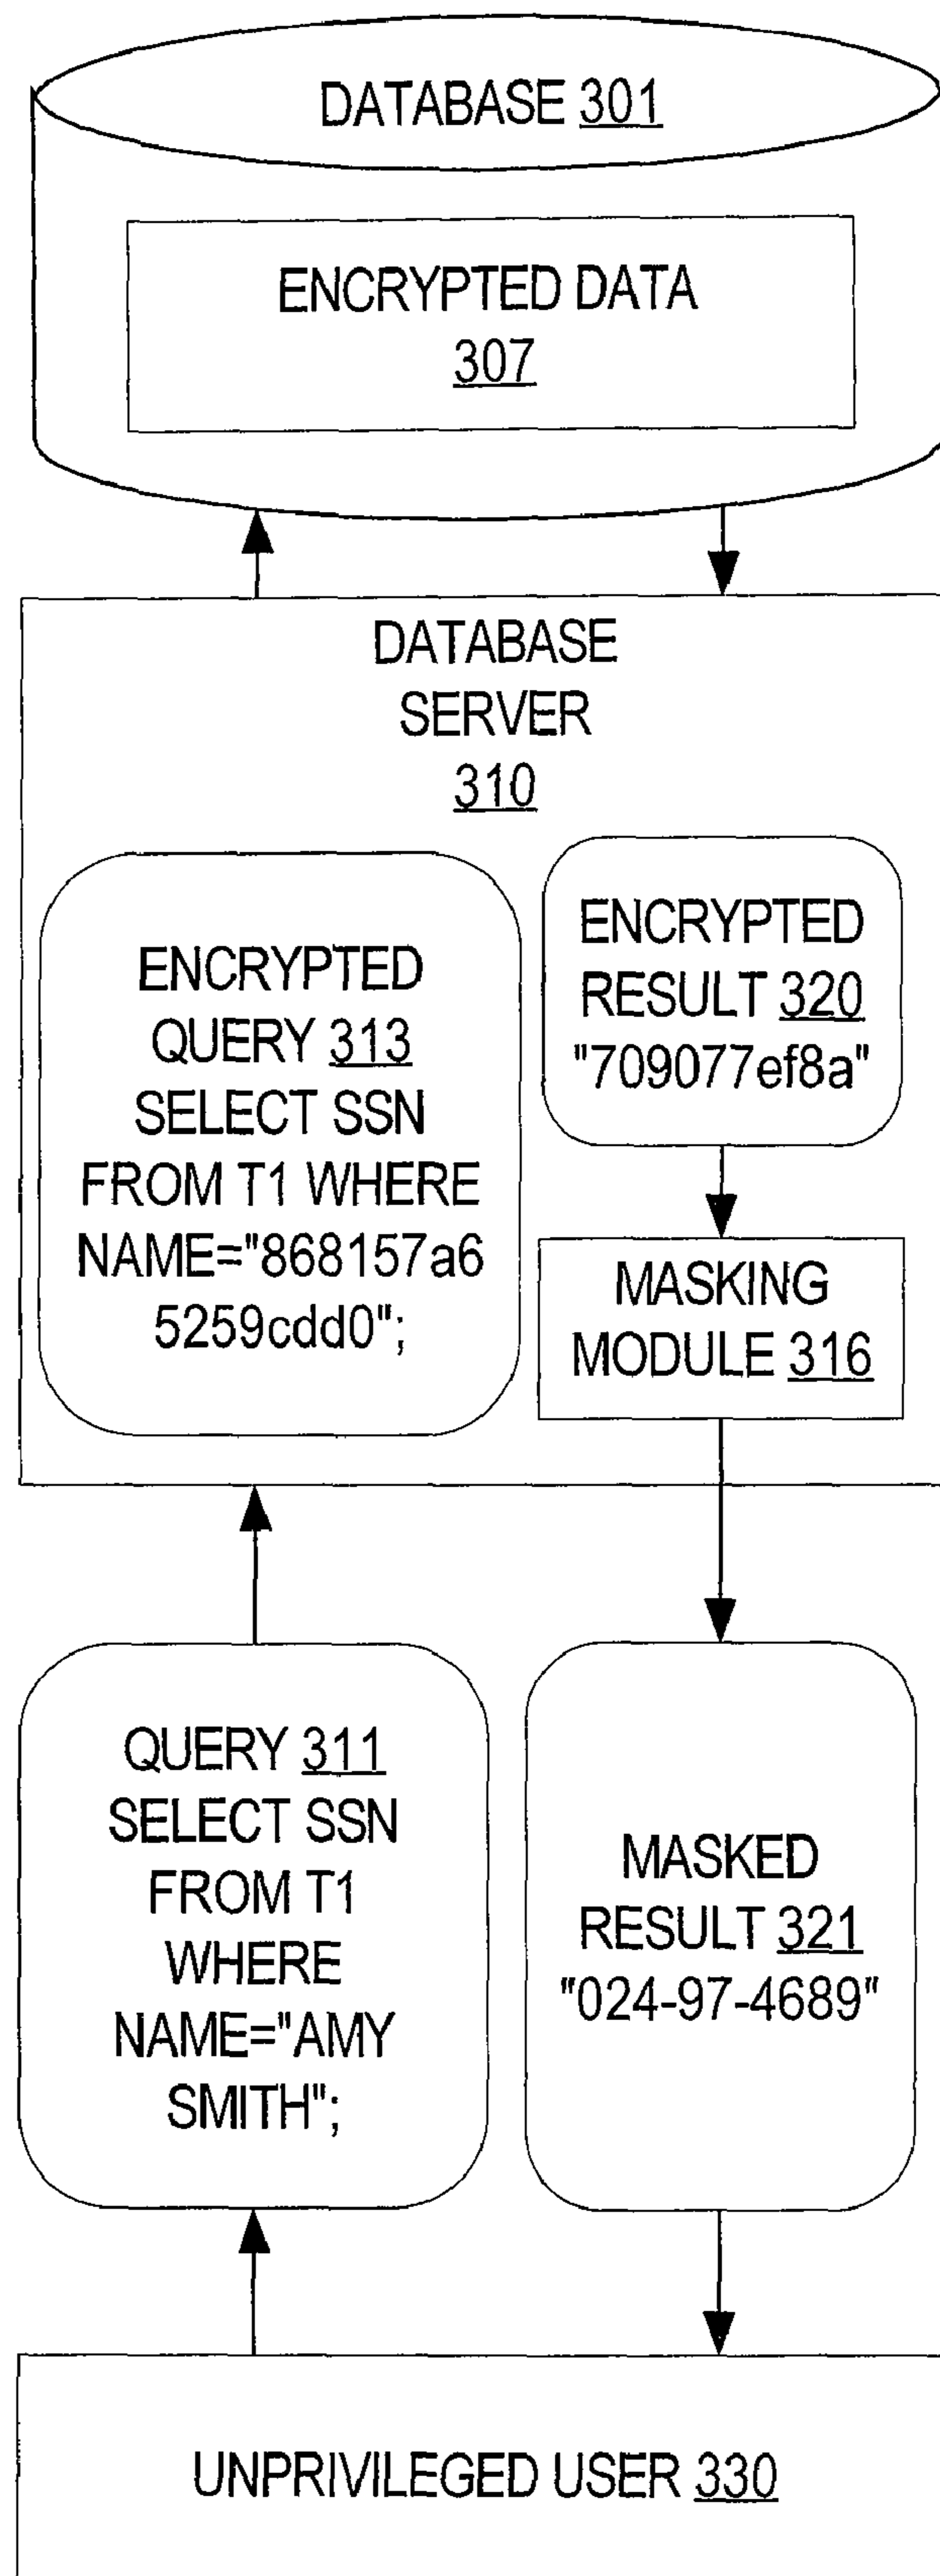 DATABASE 301
ENCRYPTED DATA
307
DATABASE
SERVER
310
ENCRYPTED
QUERY 313
SELECT SSN
FROM T1 WHERE
NAME="868157a6
5259cdd0";
ENCRYPTED
RESULT 320
"709077ef8a"
MASKING
MODULE 316
QUERY 311
SELECT SSN
FROM T1
WHERE
NAME="AMY
SMITH";
MASKED
RESULT 321
"024-97-4689"
UNPRIVILEGED USER 330